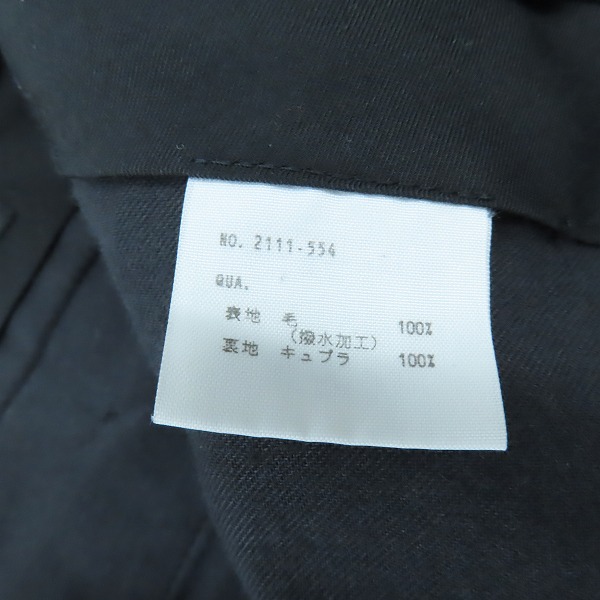 NO. 2111-554
QUA.
表地 毛 100%
(撥水加工)
裏地 キュプラ 100%